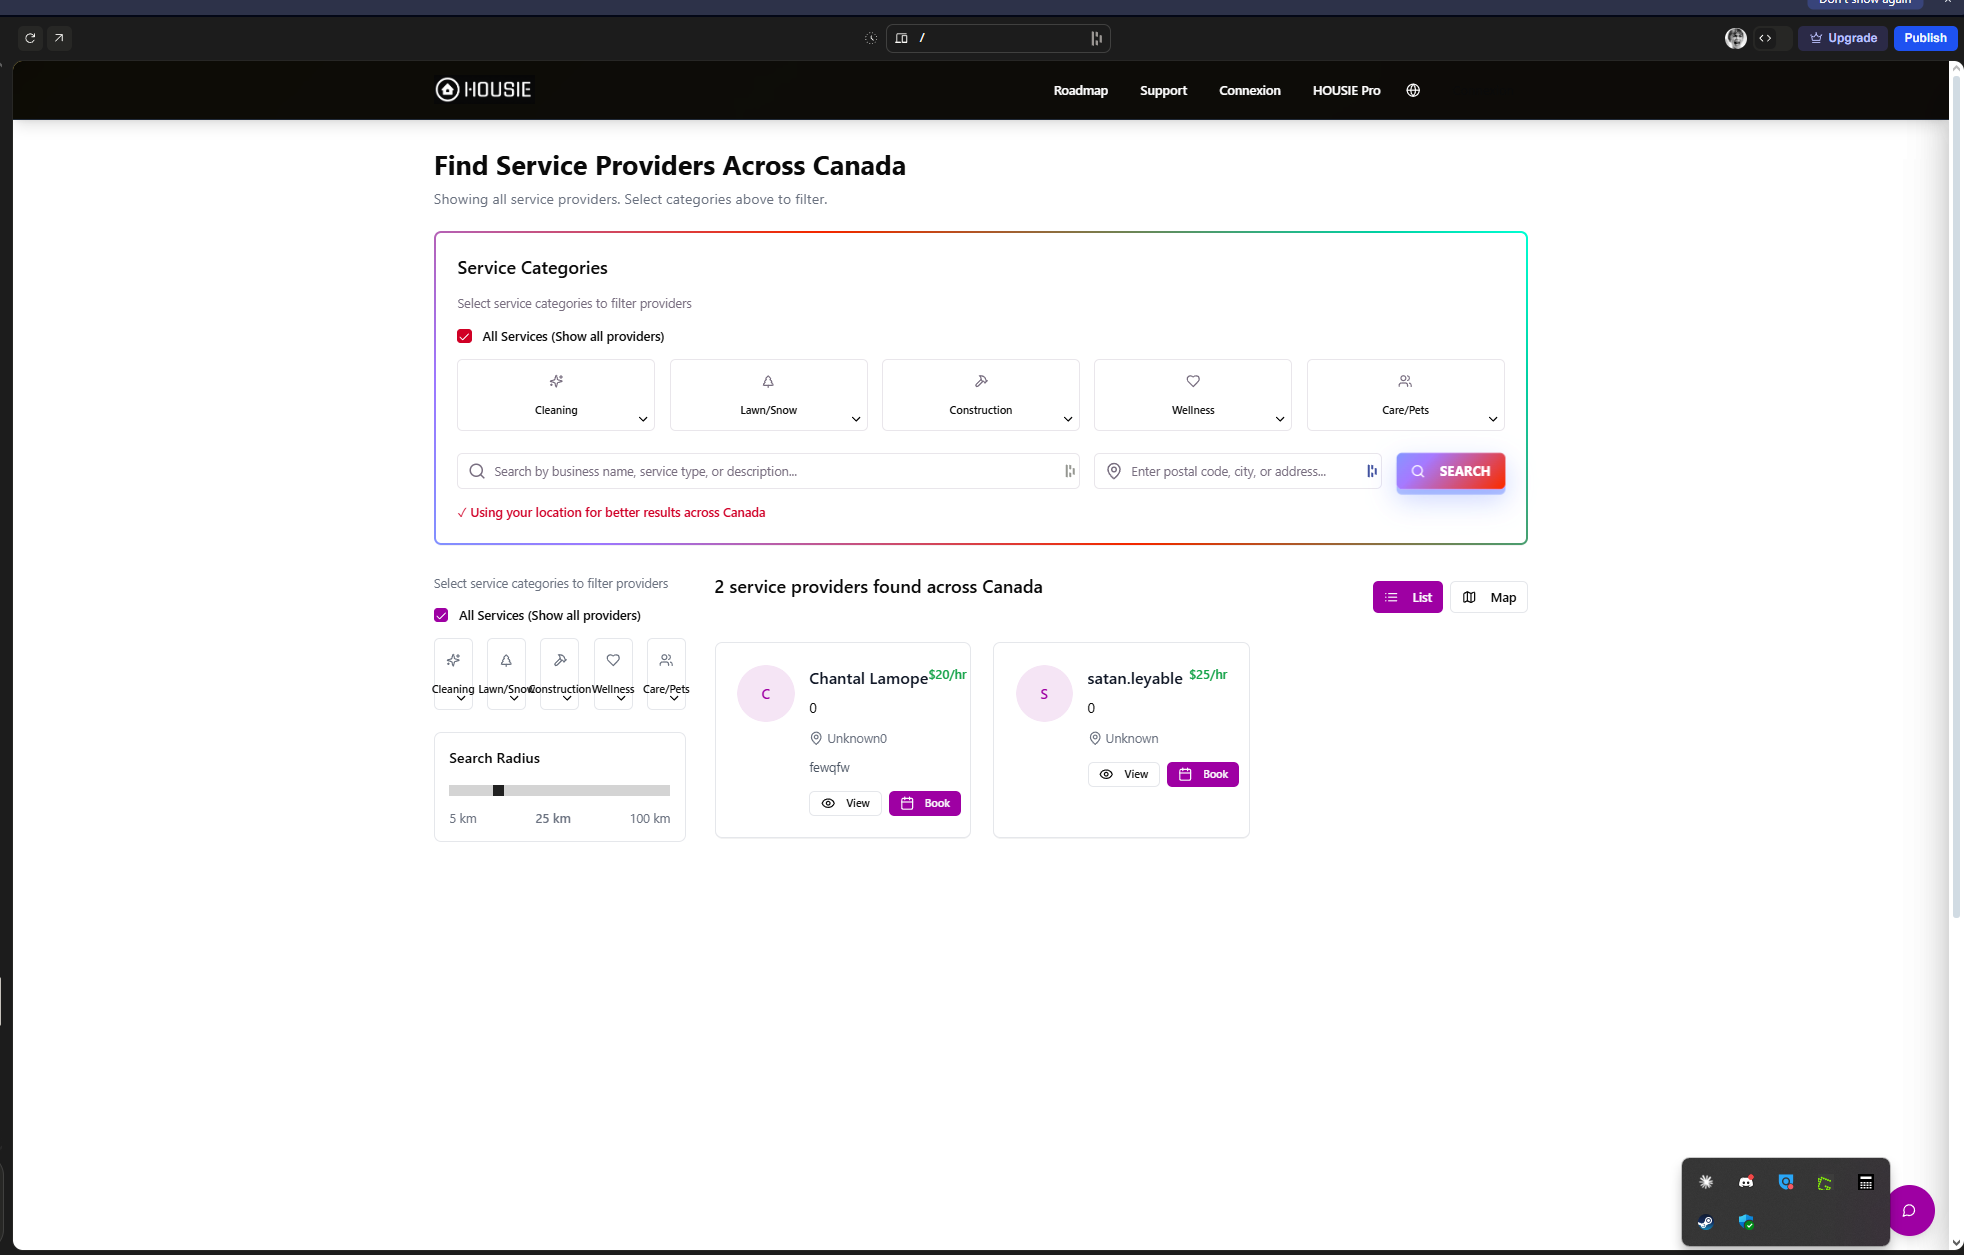 Don't show again
/
Upgrade
Publish
HOUSIE
Roadmap
Support
Connexion
HOUSIE Pro
Find Service Providers Across Canada
Showing all service providers. Select categories above to filter.
Service Categories
Select service categories to filter providers
All Services (Show all providers)
Cleaning
Lawn/Snow
Construction
Wellness
Care/Pets
Search by business name, service type, or description...
Enter postal code, city, or address...
SEARCH
✓ Using your location for better results across Canada
Select service categories to filter providers
All Services (Show all providers)
Cleaning
Lawn/Snow
Construction
Wellness
Care/Pets
Search Radius
5 km
25 km
100 km
2 service providers found across Canada
List
Map
C
Chantal Lamope
$20/hr
0
Unknown0
fewqfw
View
Book
S
satan.leyable
$25/hr
0
Unknown
View
Book